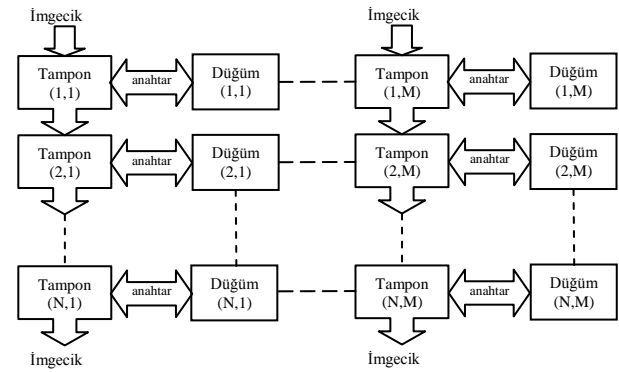 İmgecik
İmgecik
Tampon
(1,1)
anahtar
Düğüm
(1,1)
Tampon
(1,M)
anahtar
Düğüm
(1,M)
Tampon
(2,1)
anahtar
Düğüm
(2,1)
Tampon
(2,M)
anahtar
Düğüm
(2,M)
Tampon
(N,1)
anahtar
Düğüm
(N,1)
Tampon
(N,M)
anahtar
Düğüm
(N,M)
İmgecik
İmgecik